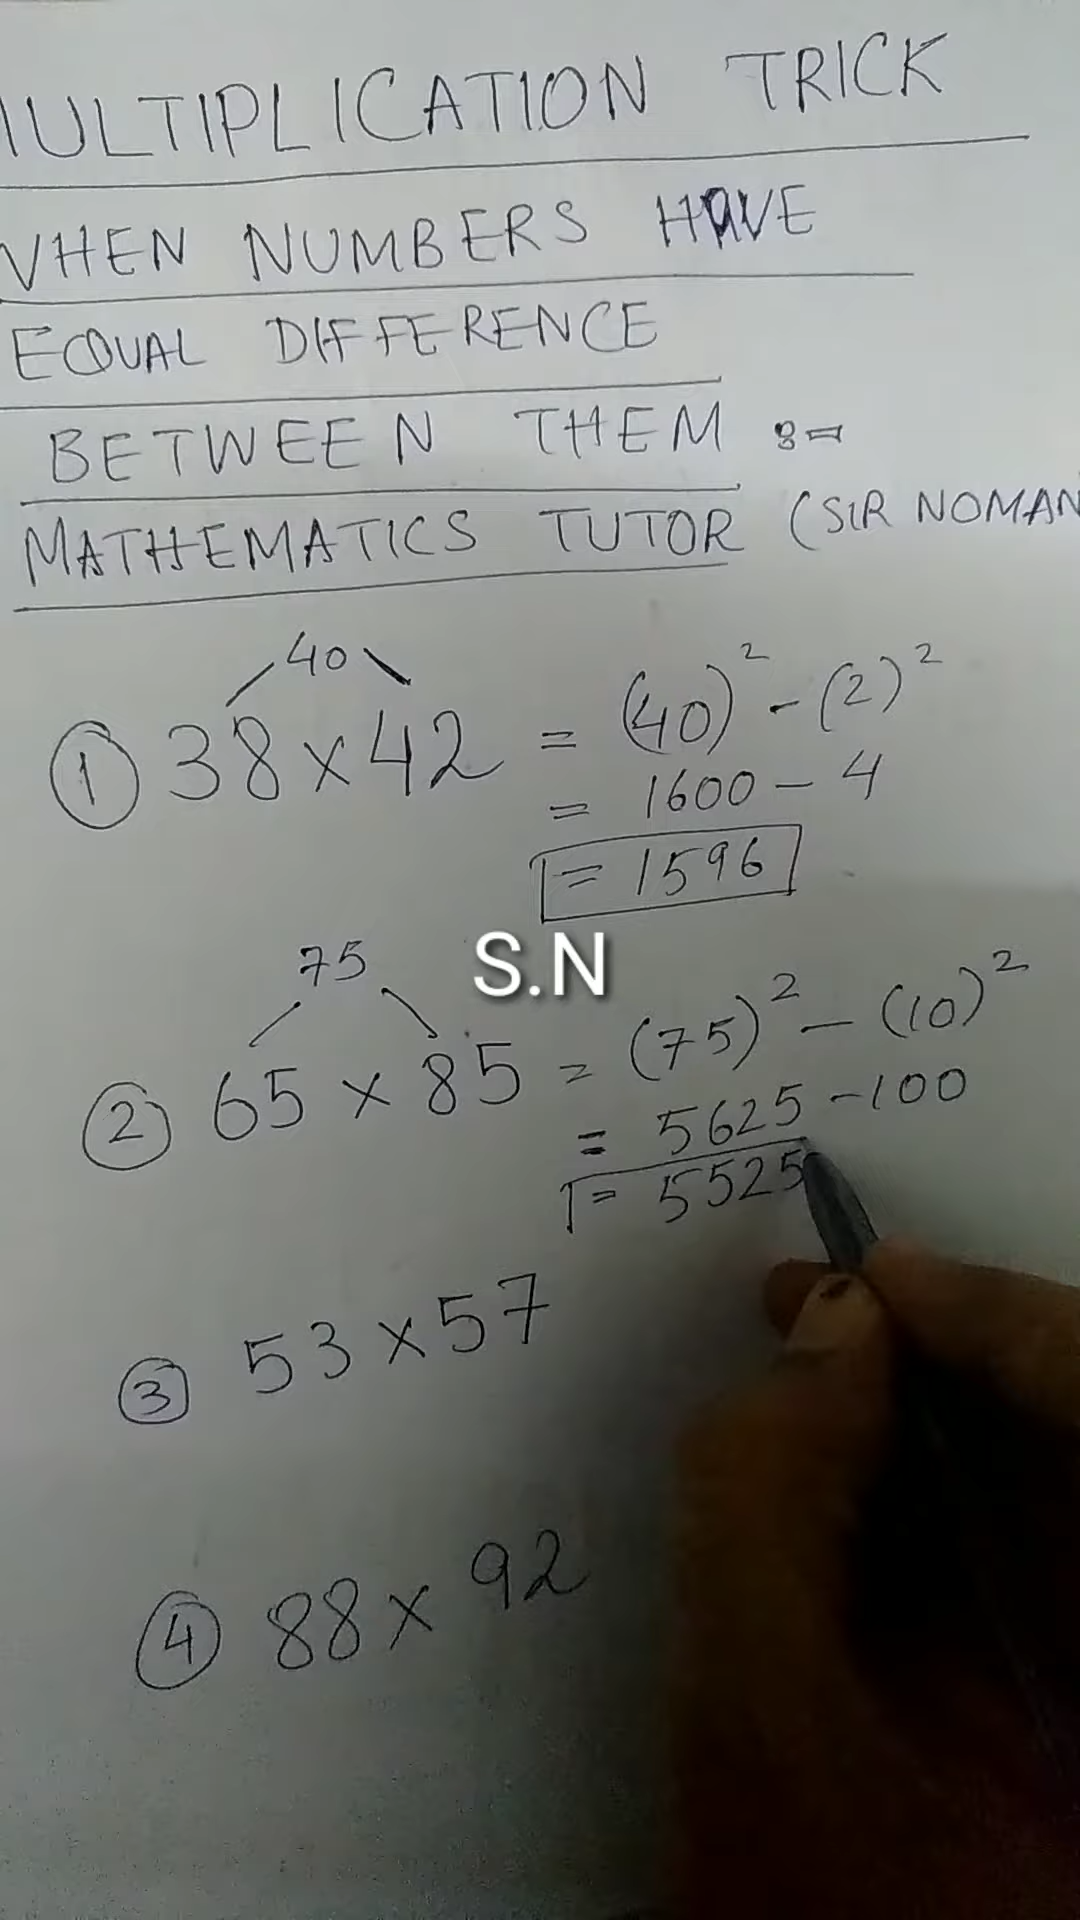 MULTIPLICATION TRICK
WHEN NUMBERS HAVE
EQUAL DIFFERENCE
BETWEEN THEM :-
MATHEMATICS TUTOR (SIR NOMAN
40
① 38 x 42 = (40)² - (2)²
= 1600 - 4
= 1596
S.N
75
② 65 x 85 = (75)² - (10)²
= 5625 - 100
= 5525
③ 53 x 57
④ 88 x 92